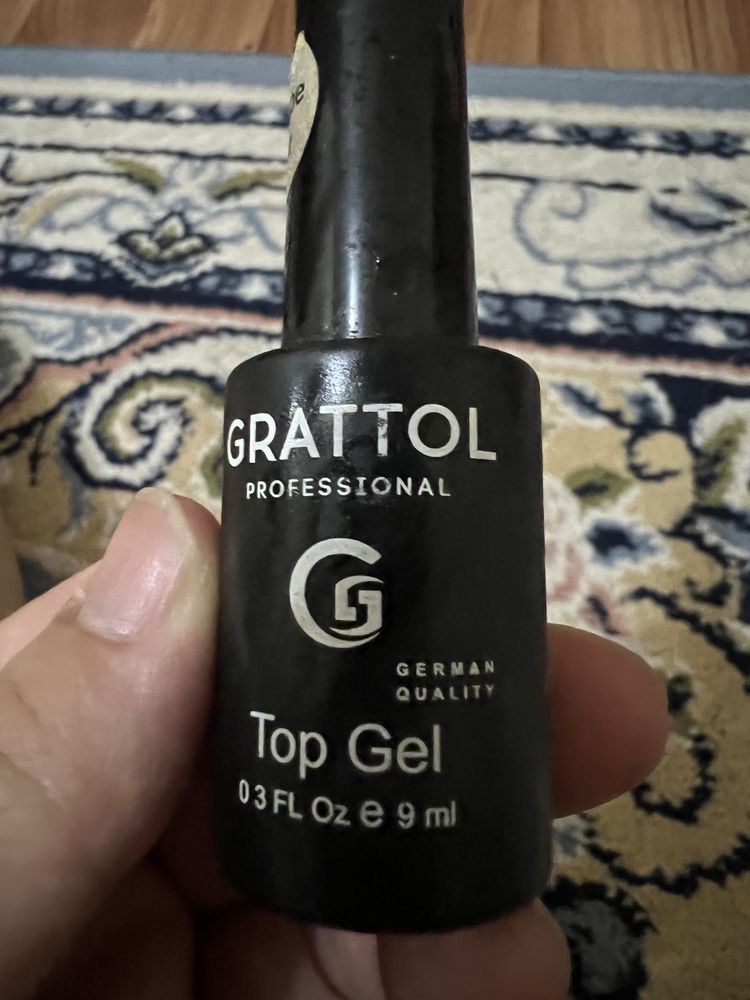 GRATTOL
PROFESSIONAL
G
GERMAN
QUALITY
Top Gel
0 3 FL Oz e 9 ml